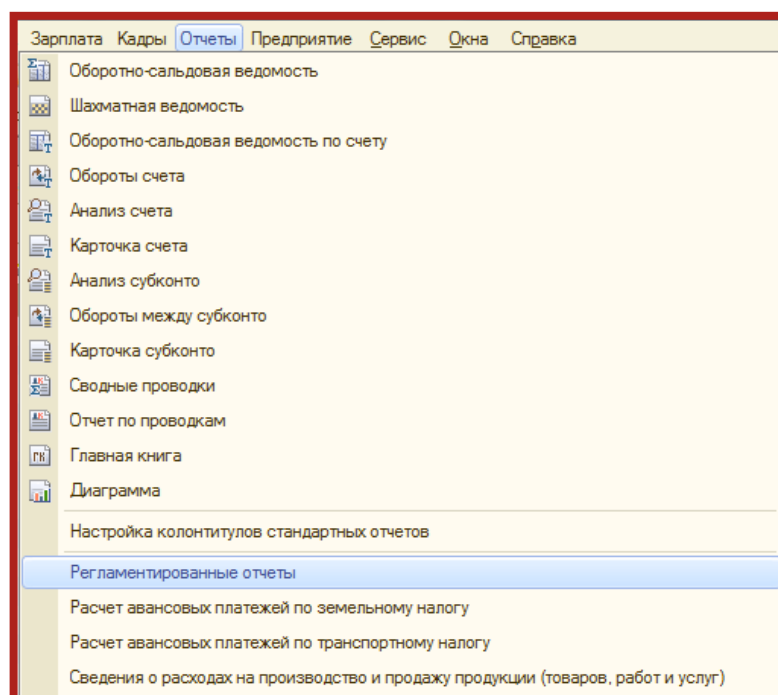 Зарплата Кадры Отчеты Предприятие Сервис Окна Справка
Оборотно-сальдовая ведомость
Шахматная ведомость
Оборотно-сальдовая ведомость по счету
Обороты счета
Анализ счета
Карточка счета
Анализ субконто
Обороты между субконто
Карточка субконто
Сводные проводки
Отчет по проводкам
Главная книга
Диаграмма
Настройка колонтитулов стандартных отчетов
Регламентированные отчеты
Расчет авансовых платежей по земельному налогу
Расчет авансовых платежей по транспортному налогу
Сведения о расходах на производство и продажу продукции (товаров, работ и услуг)